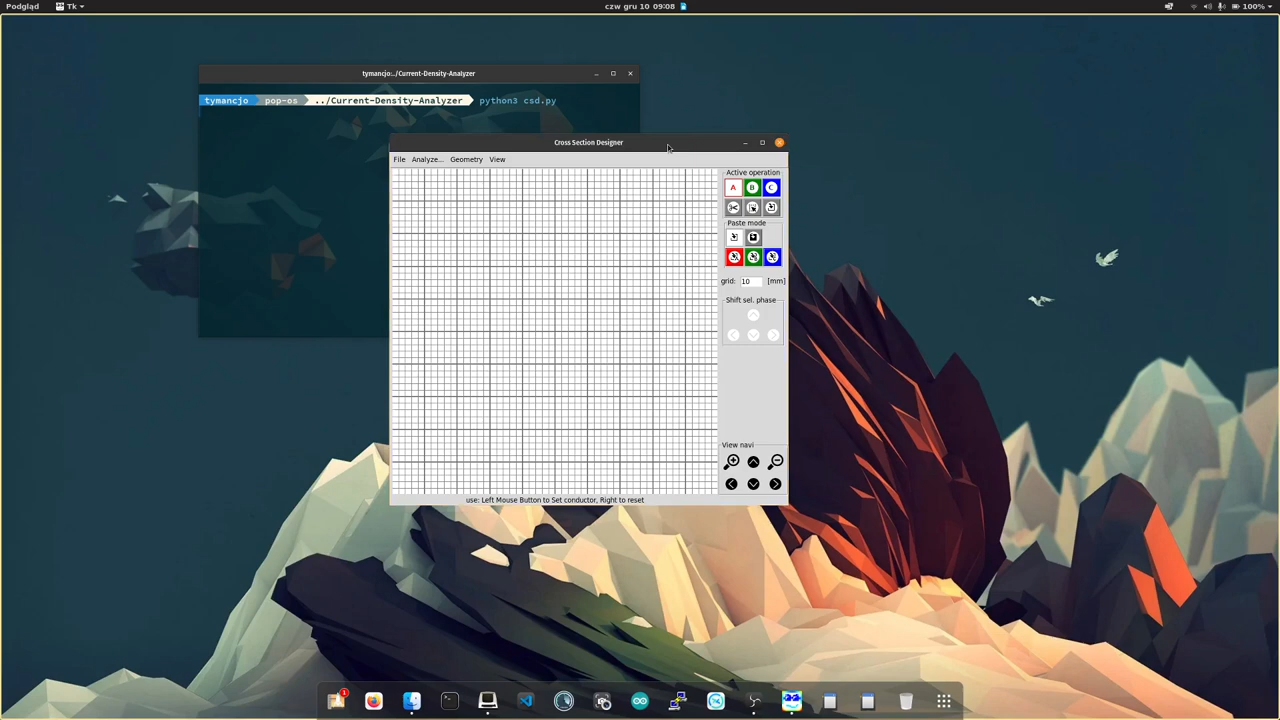 Podgląd Tk czw gru 10 09:08 100%
tymancjo:../Current-Density-Analyzer
tymancjo pop-os ../Current-Density-Analyzer python3 csd.py
Cross Section Designer
File Analyze... Geometry View
Active operation
A B C
Paste mode
grid: 10 [mm]
Shift sel. phase
View navi
use: Left Mouse Button to Set conductor, Right to reset
1